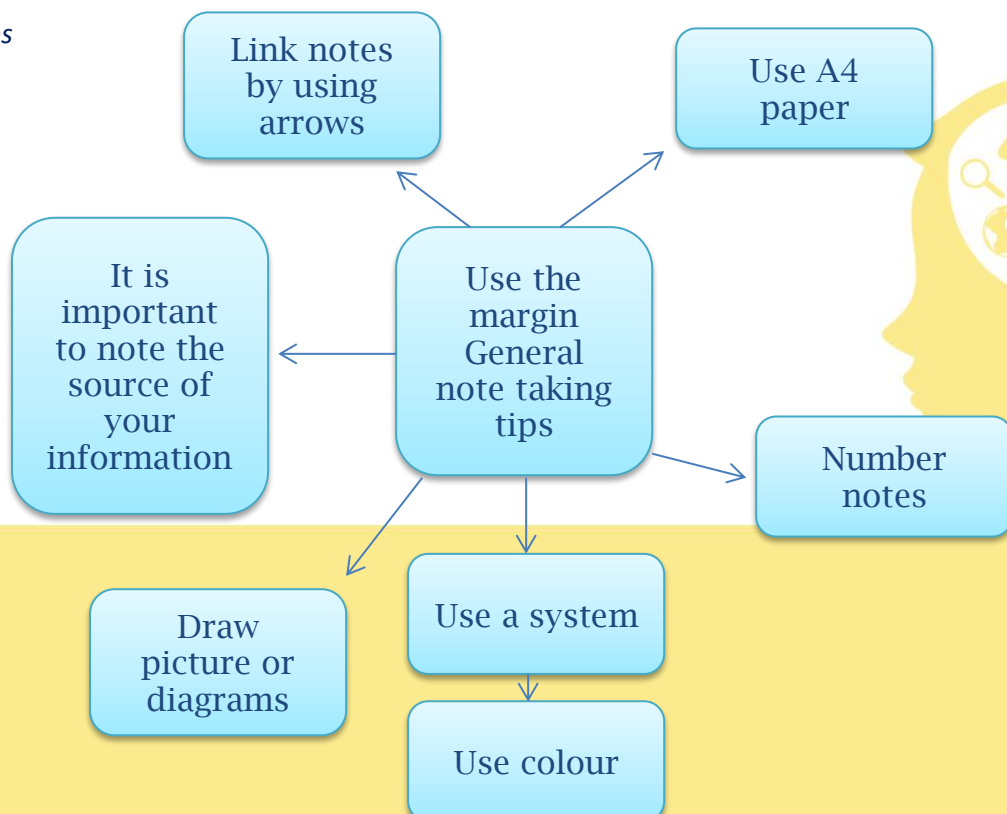 Link notes
by using
arrows
Use A4
paper
It is
important
to note the
source of
your
information
Use the
margin
General
note taking
tips
Number
notes
Draw
picture or
diagrams
Use a system
Use colour